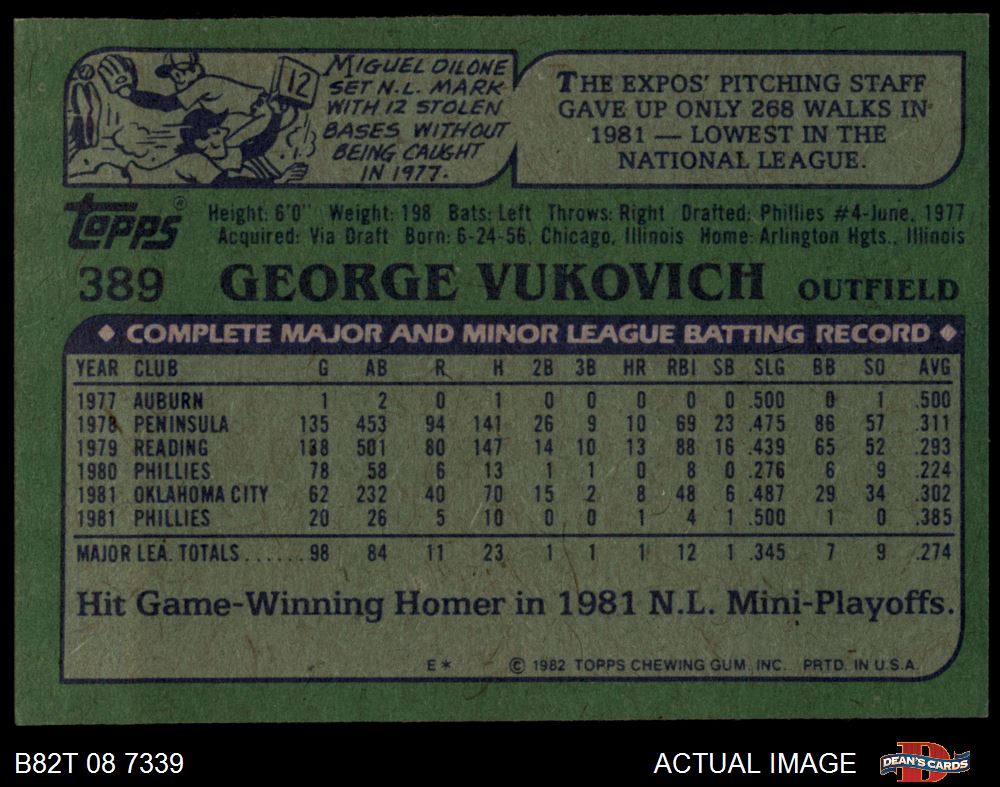 12
MIGUEL DILONE
SET N.L. MARK
WITH 12 STOLEN
BASES WITHOUT
BEING CAUGHT
IN 1977.
THE EXPOS' PITCHING STAFF
GAVE UP ONLY 268 WALKS IN
1981 — LOWEST IN THE
NATIONAL LEAGUE.
TOPPS®
Height: 6'0" Weight: 198 Bats: Left Throws: Right Drafted: Phillies #4-June, 1977
Acquired: Via Draft Born: 6-24-56, Chicago, Illinois Home: Arlington Hgts., Illinois
389 GEORGE VUKOVICH OUTFIELD
◆ COMPLETE MAJOR AND MINOR LEAGUE BATTING RECORD ◆
YEAR CLUB G AB R H 2B 3B HR RBI SB SLG BB SO AVG
1977 AUBURN 1 2 0 1 0 0 0 0 0 .500 0 1 .500
1978 PENINSULA 135 453 94 141 26 9 10 69 23 .475 86 57 .311
1979 READING 138 501 80 147 14 10 13 88 16 .439 65 52 .293
1980 PHILLIES 78 58 6 13 1 1 0 8 0 .276 6 9 .224
1981 OKLAHOMA CITY 62 232 40 70 15 2 8 48 6 .487 29 34 .302
1981 PHILLIES 20 26 5 10 0 0 1 4 1 .500 1 0 .385
MAJOR LEA. TOTALS......98 84 11 23 1 1 1 12 1 .345 7 9 .274
Hit Game-Winning Homer in 1981 N.L. Mini-Playoffs.
E* © 1982 TOPPS CHEWING GUM, INC. PRTD. IN U.S.A.
B82T 08 7339 ACTUAL IMAGE DEAN'S CARDS